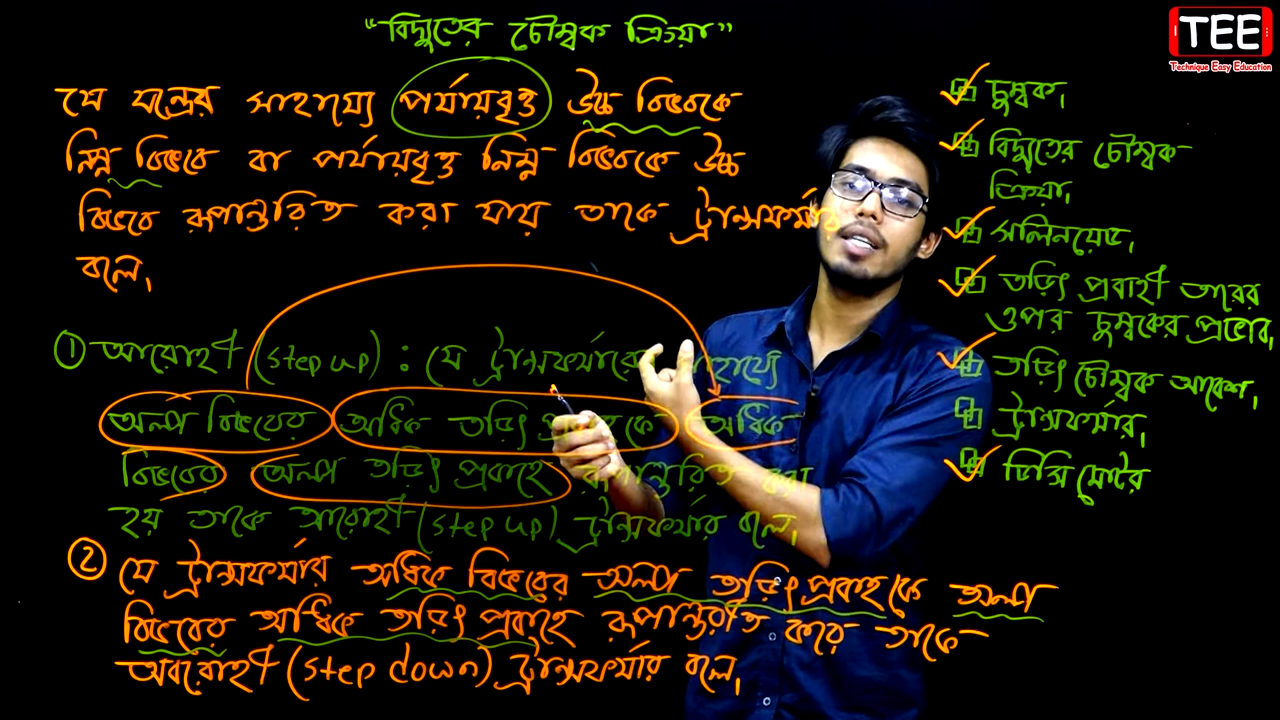 "বিদ্যুতের চৌম্বক ক্রিয়া"
TEE
Technique Easy Education
যে যন্ত্রের সাহায্যে পর্যায়বৃত্ত উচ্চ বিভবকে
নিম্ন বিভবে বা পর্যায়বৃত্ত নিম্ন বিভবকে উচ্চ
বিভবে রূপান্তরিত করা যায় তাকে ট্রান্সফর্মার
বলে।
① আরোহী (step up) : যে ট্রান্সফর্মারের সাহায্যে
অল্প বিভবের অধিক তড়িৎ প্রবাহকে অধিক
বিভবের অল্প তড়িৎ প্রবাহে রূপান্তরিত করা
হয় তাকে আরোহী (step up) ট্রান্সফর্মার বলে।
② যে ট্রান্সফর্মার অধিক বিভবের অল্প তড়িৎ প্রবাহকে অল্প
বিভবের অধিক তড়িৎ প্রবাহে রূপান্তরীত করে তাকে
অবরোহী (step down) ট্রান্সফর্মার বলে।
চুম্বক।
বিদ্যুতের চৌম্বক
ক্রিয়া।
সলিনয়েড।
তড়িৎ প্রবাহী তারের
ওপর চুম্বকের প্রভাব।
তড়িৎ চৌম্বক আবেশ।
ট্রান্সফর্মার।
ডিসি মোটর